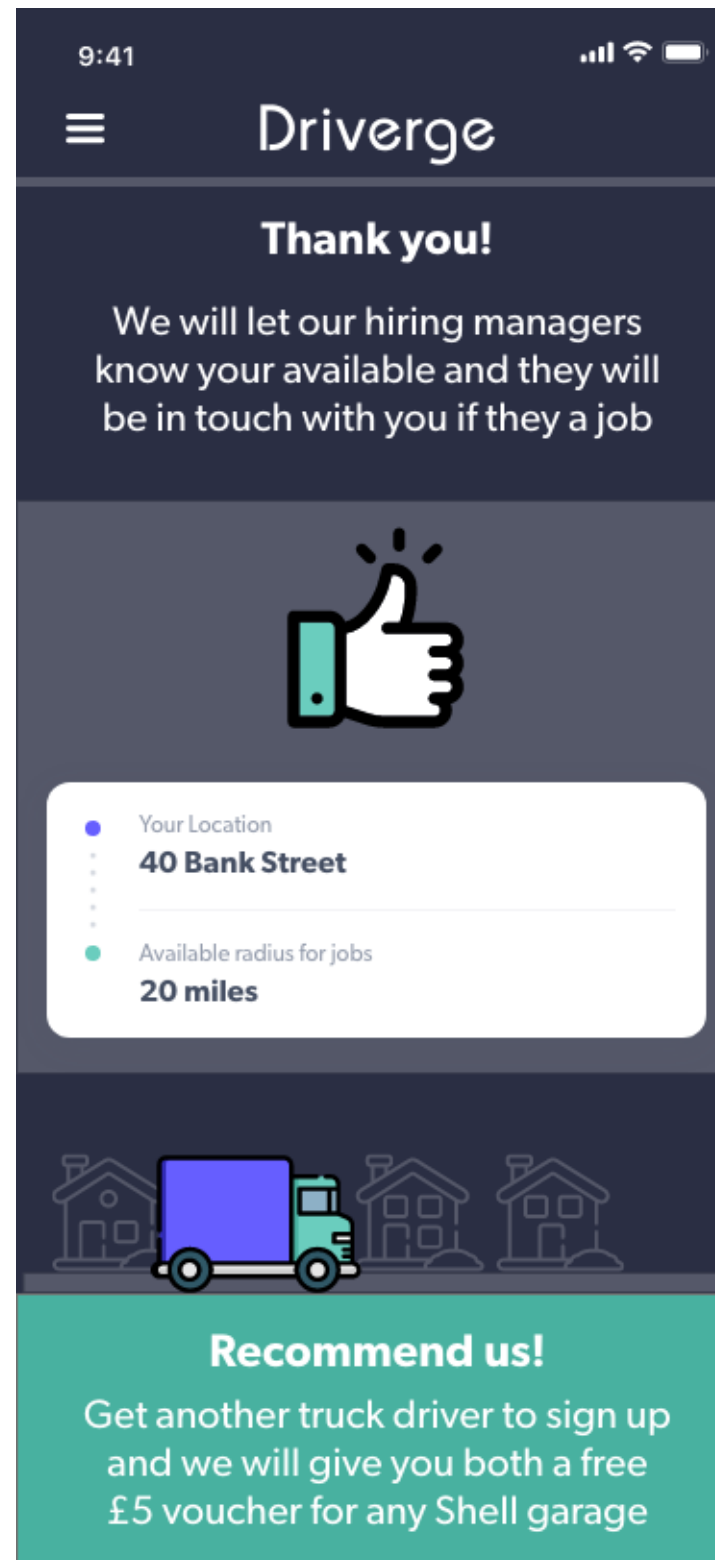 9:41
Driverge
Thank you!
We will let our hiring managers
know your available and they will
be in touch with you if they a job
Your Location
40 Bank Street
Available radius for jobs
20 miles
Recommend us!
Get another truck driver to sign up
and we will give you both a free
£5 voucher for any Shell garage